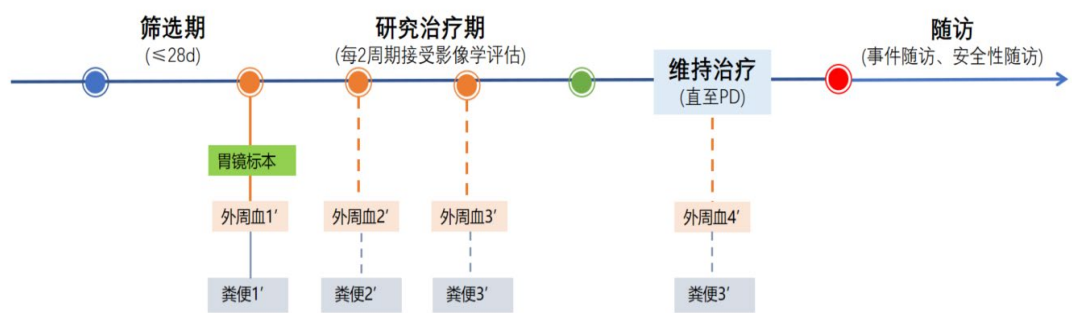 筛选期
(≤28d)
研究治疗期
(每2周期接受影像学评估)
维持治疗
(直至PD)
随访
(事件随访、安全性随访)
胃镜标本
外周血1′
外周血2′
外周血3′
外周血4′
粪便1′
粪便2′
粪便3′
粪便3′